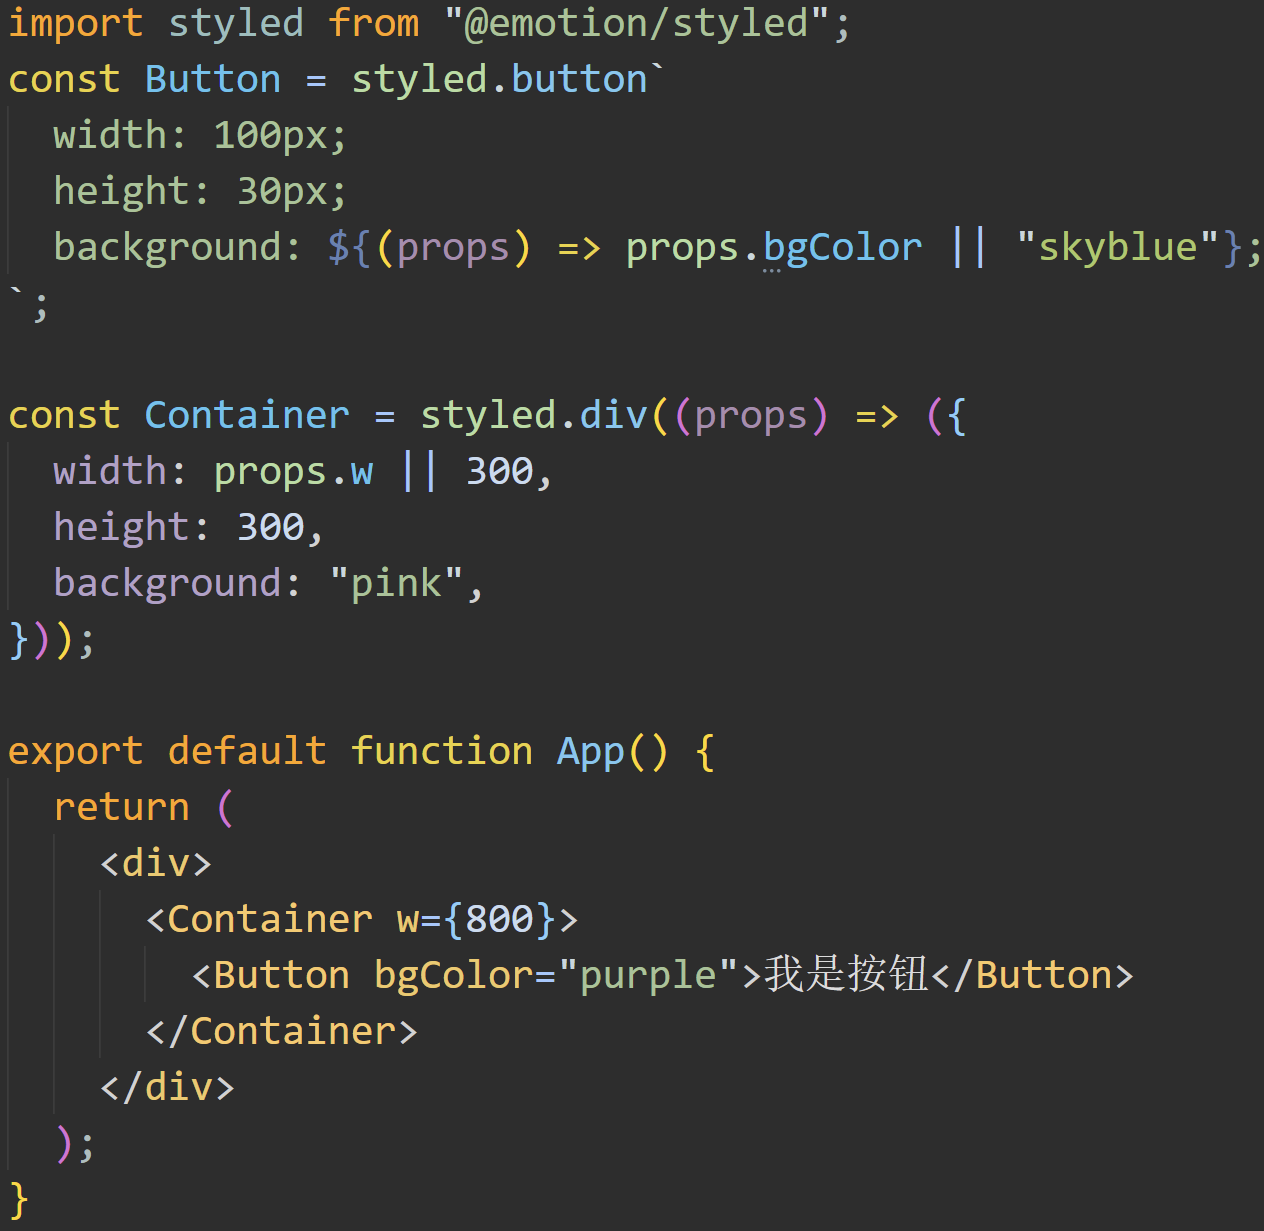 import styled from "@emotion/styled";
const Button = styled.button`
  width: 100px;
  height: 30px;
  background: ${(props) => props.bgColor || "skyblue"};
`;

const Container = styled.div((props) => ({
  width: props.w || 300,
  height: 300,
  background: "pink",
}));

export default function App() {
  return (
    <div>
      <Container w={800}>
        <Button bgColor="purple">我是按钮</Button>
      </Container>
    </div>
  );
}